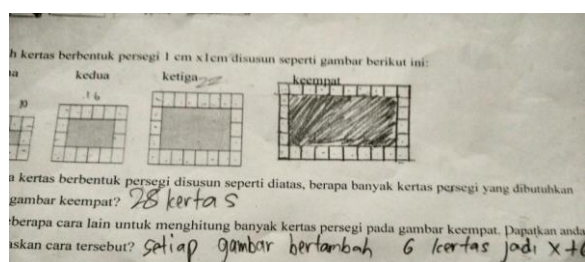 h kertas berbentuk persegi 1 cm x1cm disusun seperti gambar berikut ini:
a kedua ketiga keempat
10 16
a kertas berbentuk persegi disusun seperti diatas, berapa banyak kertas persegi yang dibutuhkan
gambar keempat? 28 kertas
berapa cara lain untuk menghitung banyak kertas persegi pada gambar keempat. Dapatkan anda
askan cara tersebut? setiap gambar bertambah 6 kertas jadi x+6